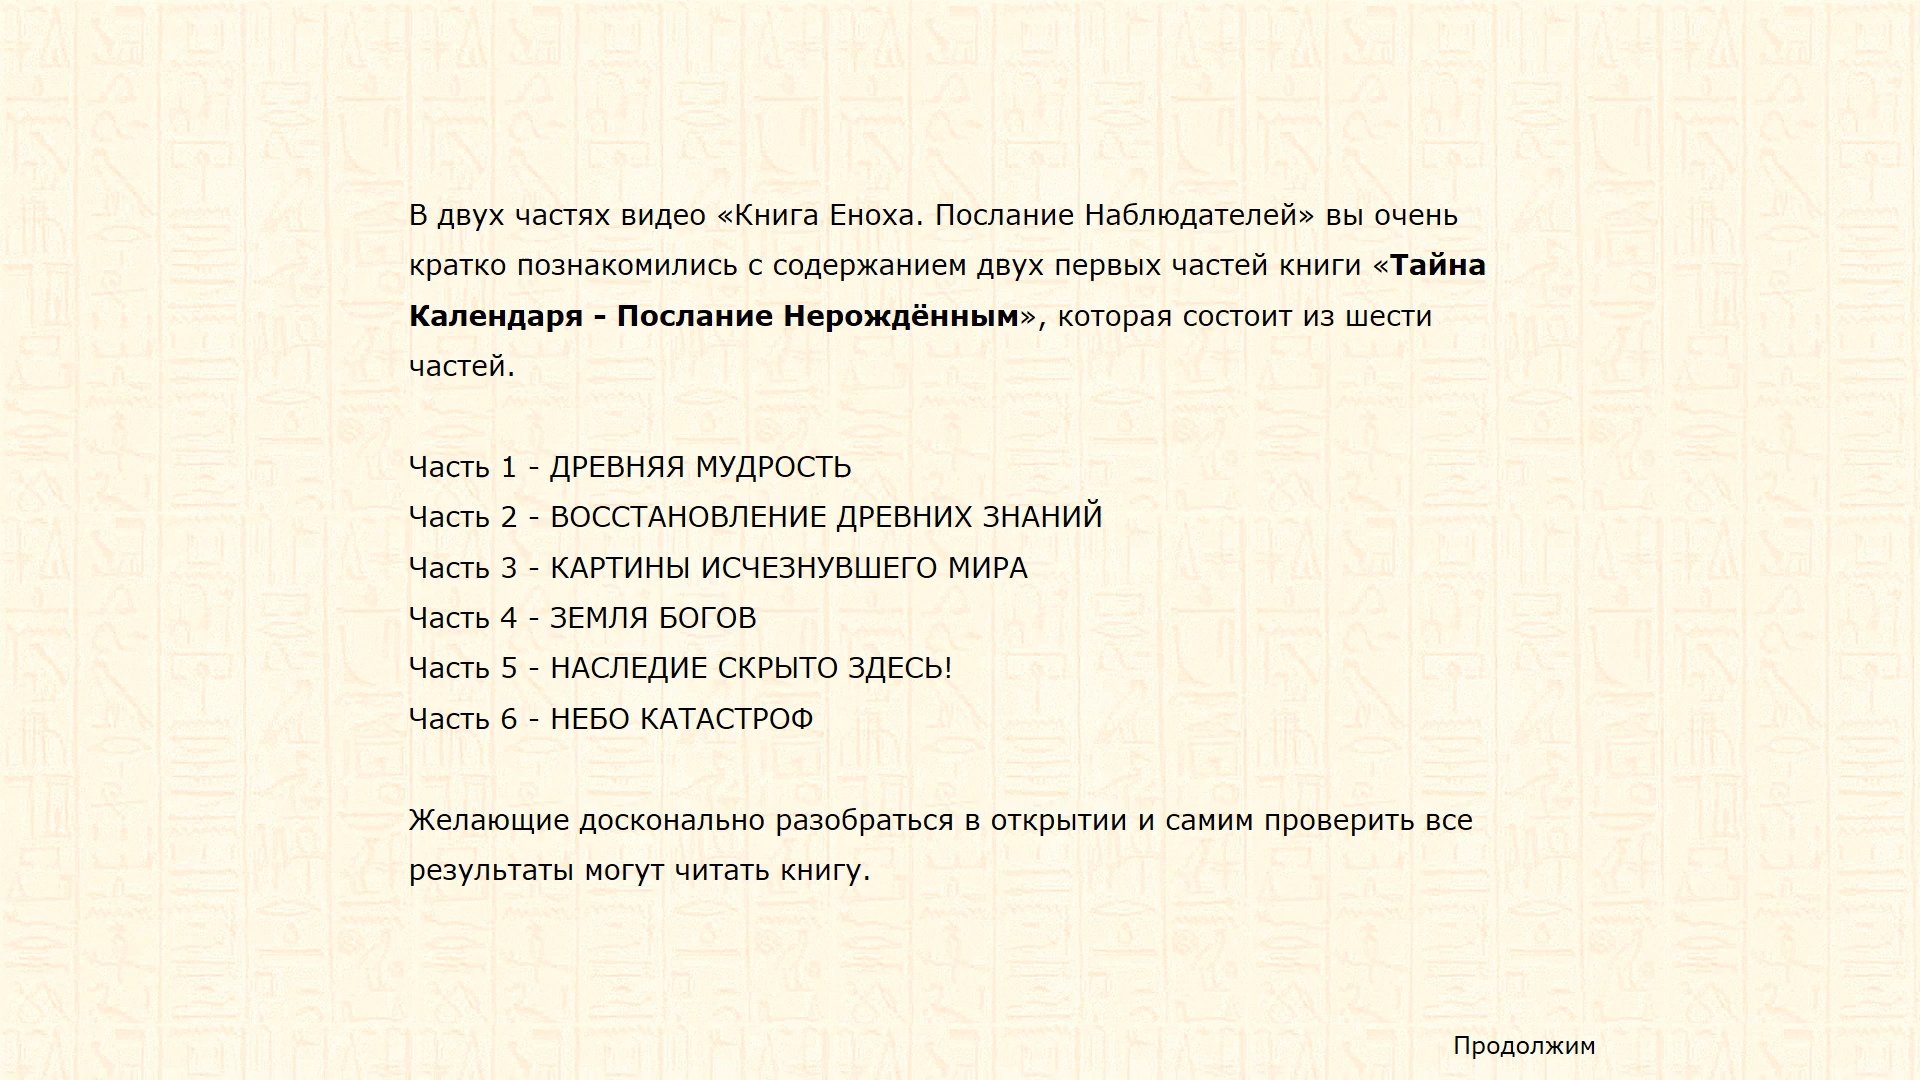 В двух частях видео «Книга Еноха. Послание Наблюдателей» вы очень
кратко познакомились с содержанием двух первых частей книги «Тайна
Календаря - Послание Нерождённым», которая состоит из шести
частей.
Часть 1 - ДРЕВНЯЯ МУДРОСТЬ
Часть 2 - ВОССТАНОВЛЕНИЕ ДРЕВНИХ ЗНАНИЙ
Часть 3 - КАРТИНЫ ИСЧЕЗНУВШЕГО МИРА
Часть 4 - ЗЕМЛЯ БОГОВ
Часть 5 - НАСЛЕДИЕ СКРЫТО ЗДЕСЬ!
Часть 6 - НЕБО КАТАСТРОФ
Желающие досконально разобраться в открытии и самим проверить все
результаты могут читать книгу.
Продолжим